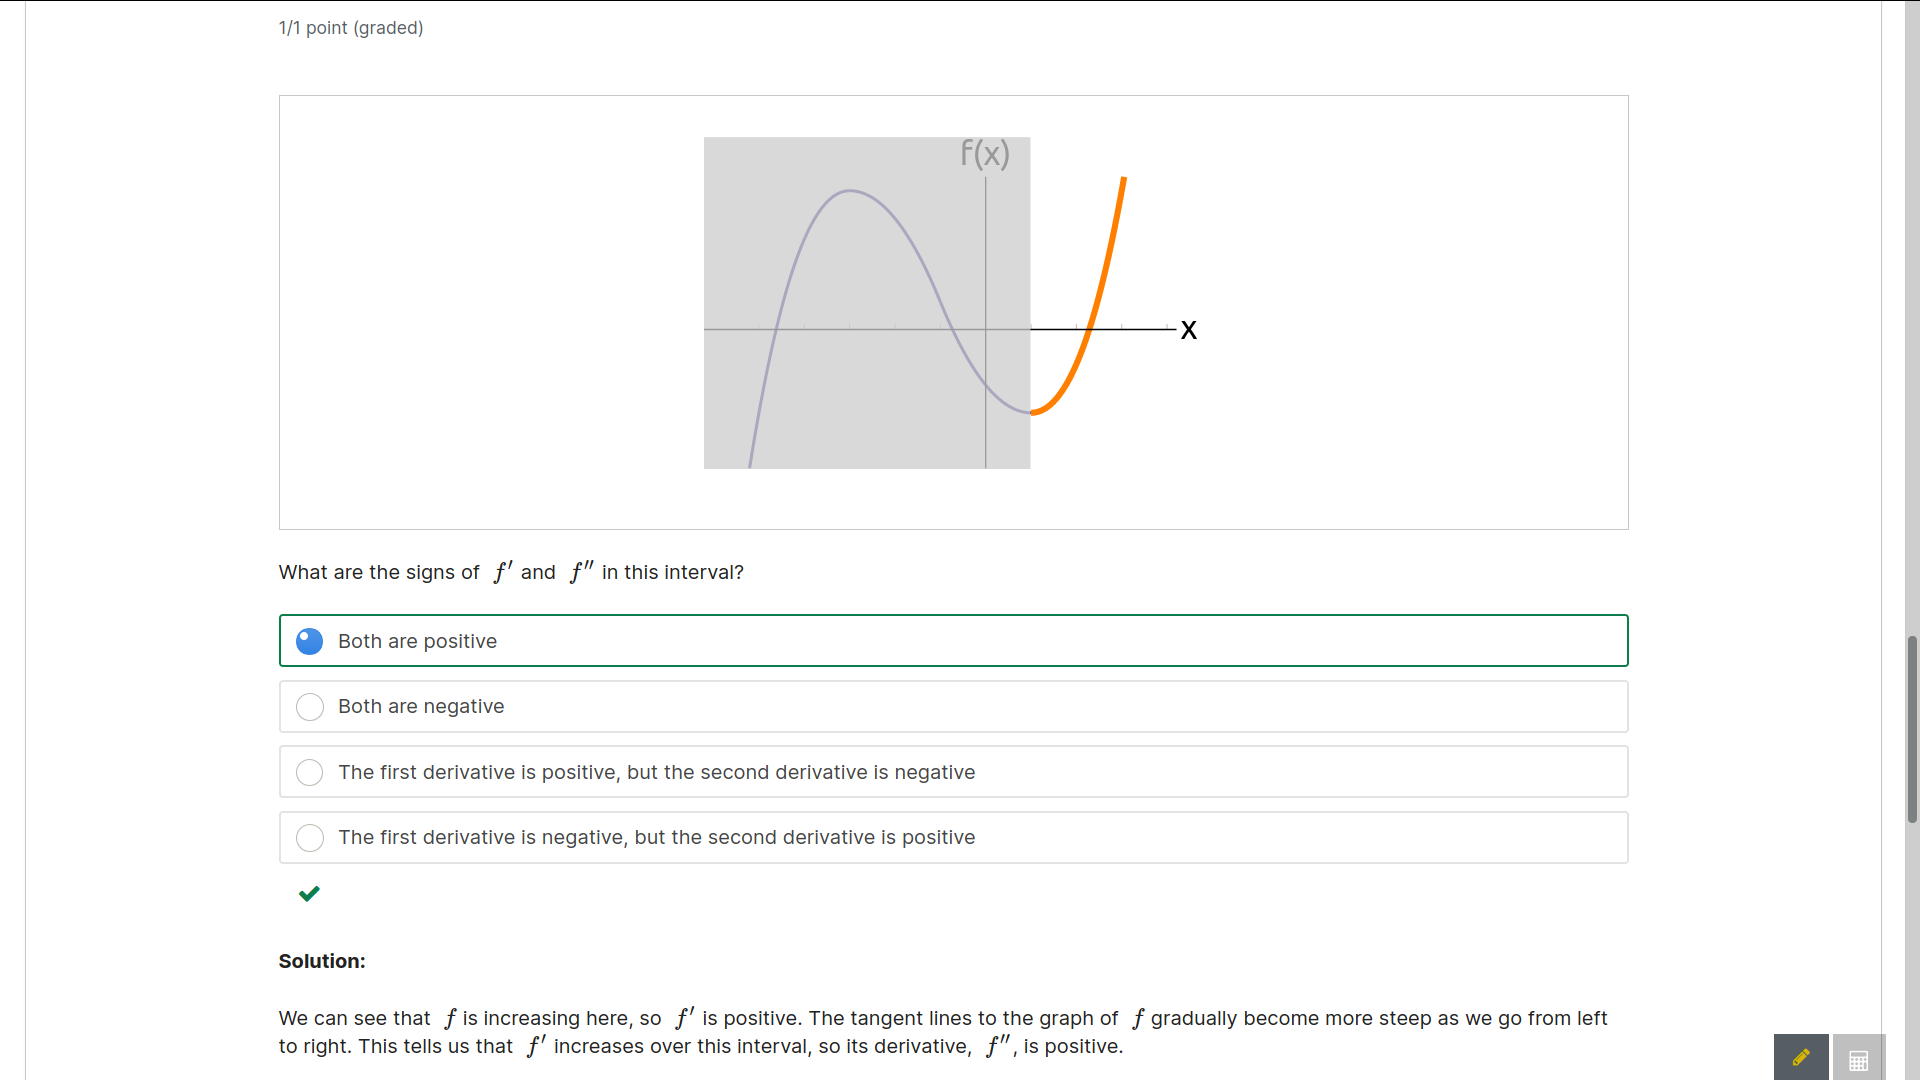 1/1 point (graded)
f(x)
x
What are the signs of f′ and f″ in this interval?
Both are positive
Both are negative
The first derivative is positive, but the second derivative is negative
The first derivative is negative, but the second derivative is positive
Solution:
We can see that f is increasing here, so f′ is positive. The tangent lines to the graph of f gradually become more steep as we go from left
to right. This tells us that f′ increases over this interval, so its derivative, f″, is positive.